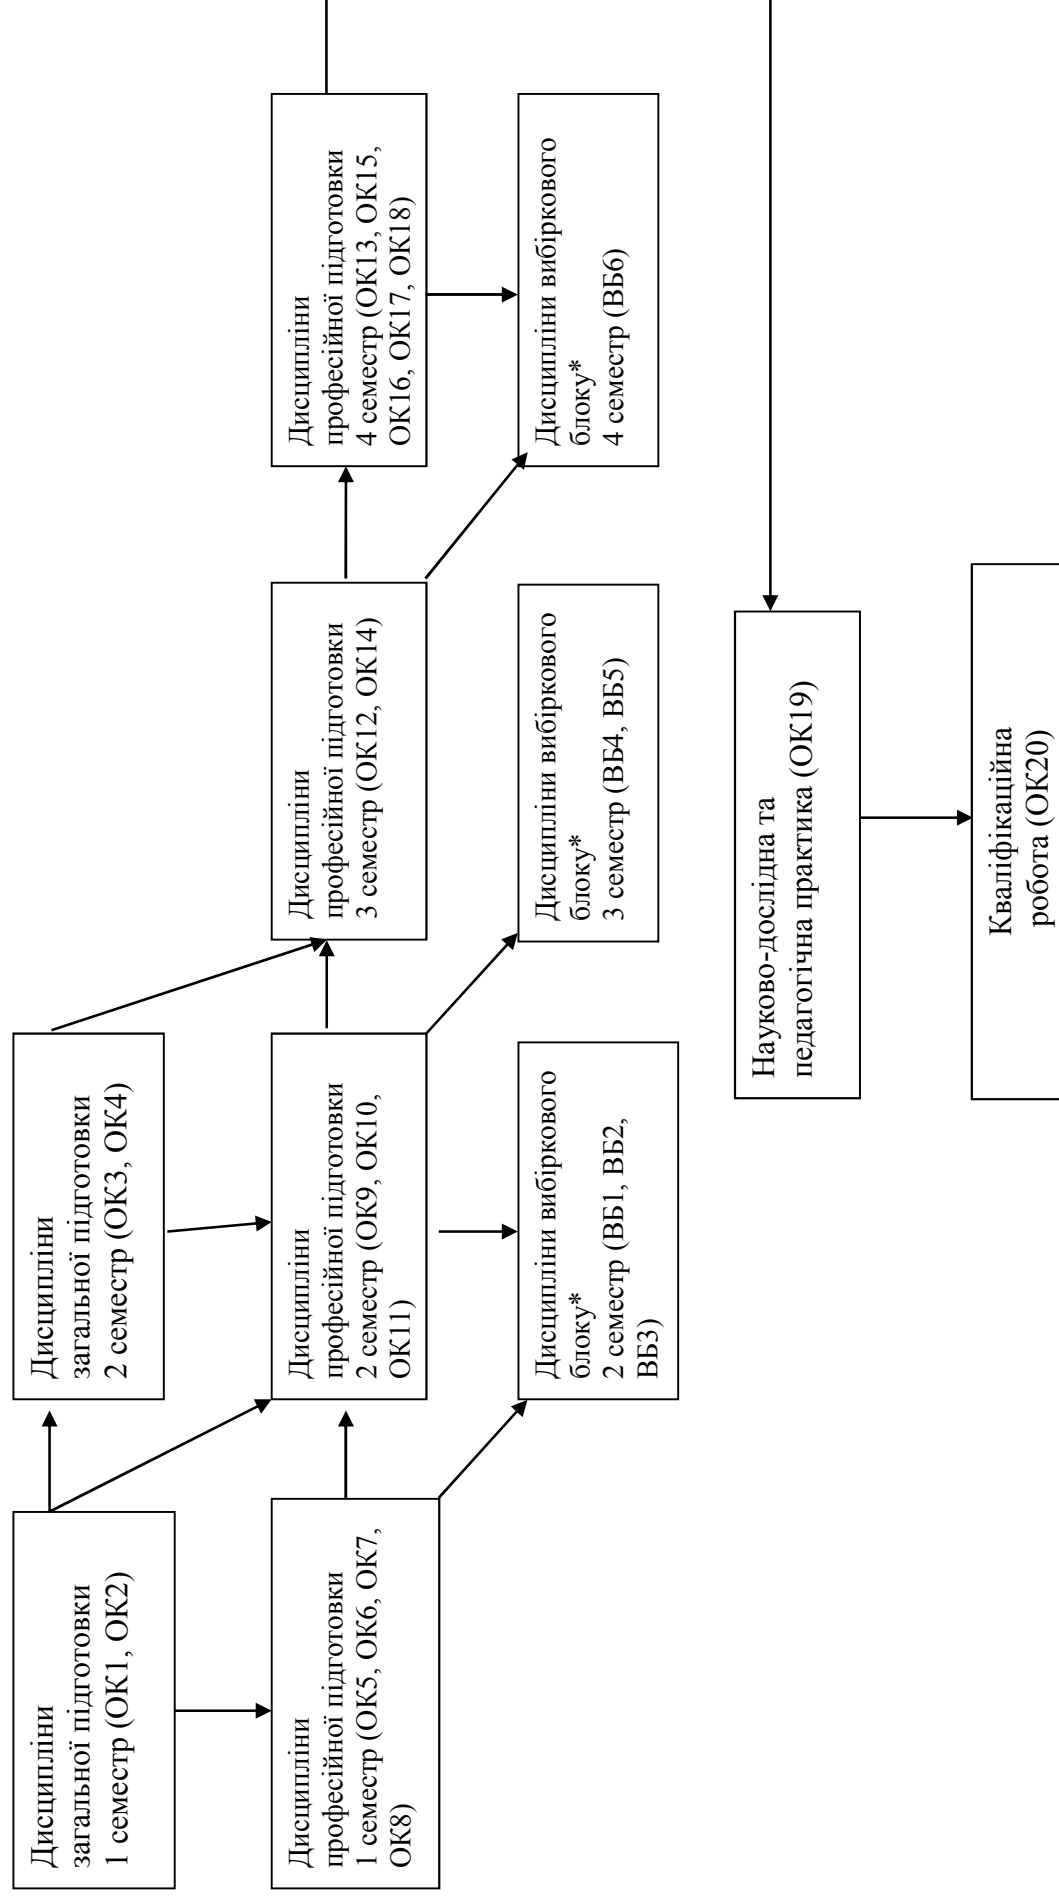 Дисципліни
загальної підготовки
1 семестр (ОК1, ОК2)
Дисципліни
загальної підготовки
2 семестр (ОК3, ОК4)
Дисципліни
професійної підготовки
1 семестр (ОК5, ОК6, ОК7,
ОК8)
Дисципліни
професійної підготовки
2 семестр (ОК9, ОК10,
ОК11)
Дисципліни
професійної підготовки
3 семестр (ОК12, ОК14)
Дисципліни
професійної підготовки
4 семестр (ОК13, ОК15,
ОК16, ОК17, ОК18)
Дисципліни вибіркового
блоку*
2 семестр (ВБ1, ВБ2,
ВБ3)
Дисципліни вибіркового
блоку*
3 семестр (ВБ4, ВБ5)
Дисципліни вибіркового
блоку*
4 семестр (ВБ6)
Науково-дослідна та
педагогічна практика (ОК19)
Кваліфікаційна
робота (ОК20)